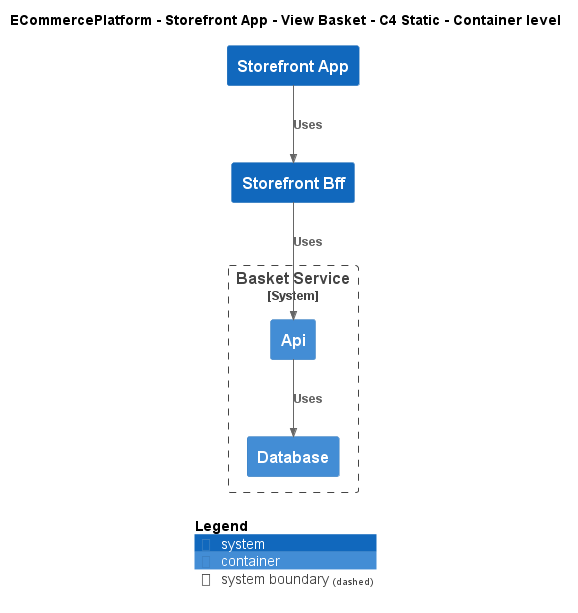 ECommercePlatform - Storefront App - View Basket - C4 Static - Container level
Storefront App
Uses
Storefront Bff
Uses
Basket Service
[System]
Api
Uses
Database
Legend
system
container
system boundary (dashed)